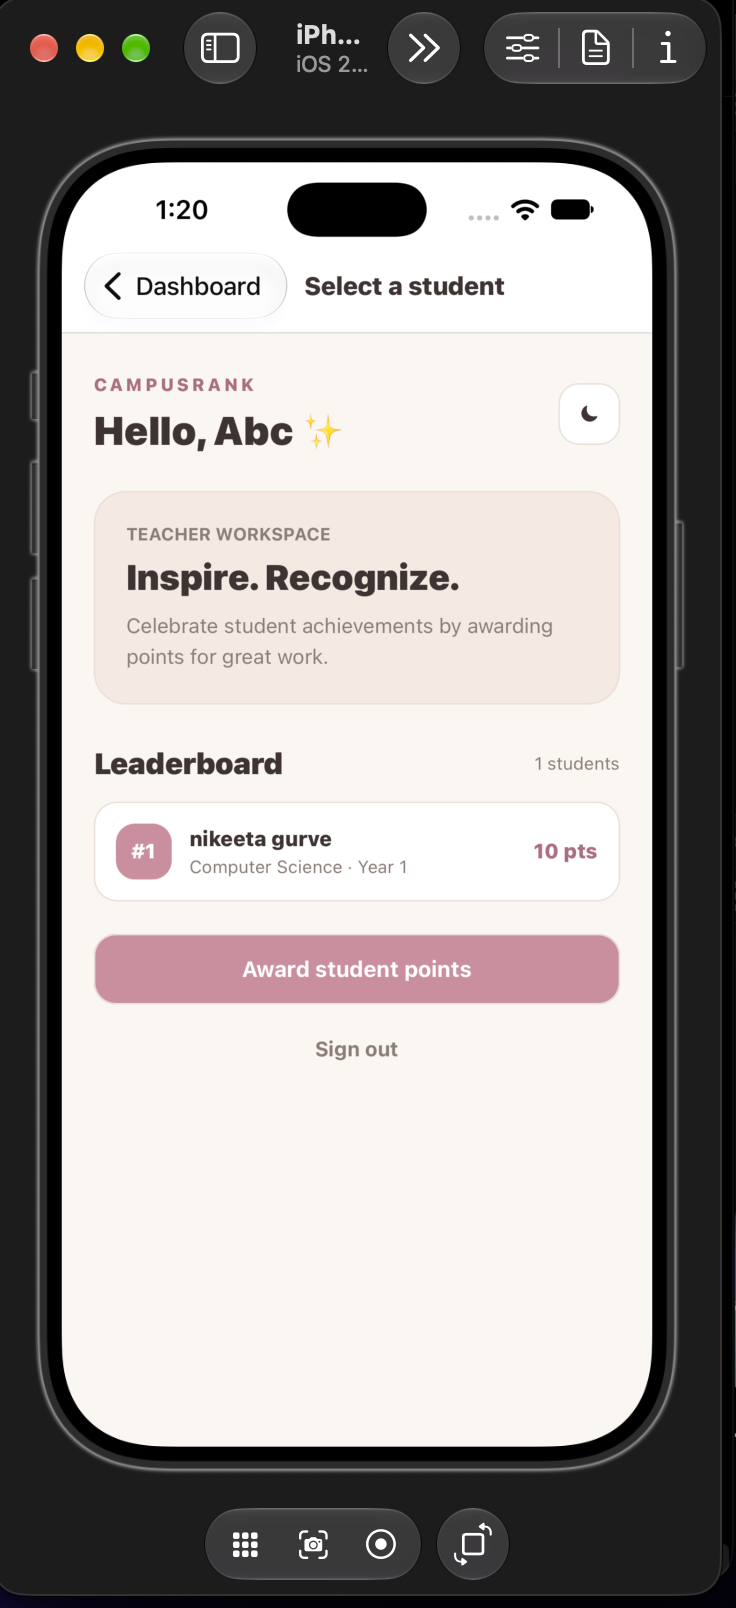 iPh...
iOS 2...
1:20
Dashboard
Select a student
CAMPUSRANK
Hello, Abc ✨
TEACHER WORKSPACE
Inspire. Recognize.
Celebrate student achievements by awarding
points for great work.
Leaderboard
1 students
#1
nikeeta gurve
Computer Science · Year 1
10 pts
Award student points
Sign out